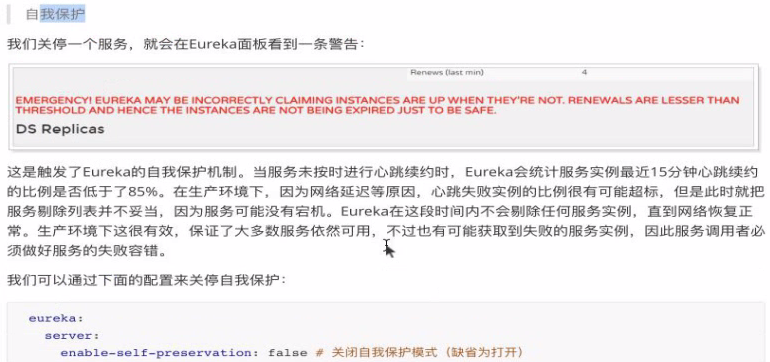 自我保护
我们关停一个服务，就会在Eureka面板看到一条警告：
Renews (last min) 4
EMERGENCY! EUREKA MAY BE INCORRECTLY CLAIMING INSTANCES ARE UP WHEN THEY'RE NOT. RENEWALS ARE LESSER THAN
THRESHOLD AND HENCE THE INSTANCES ARE NOT BEING EXPIRED JUST TO BE SAFE.
DS Replicas
这是触发了Eureka的自我保护机制。当服务未按时进行心跳续约时，Eureka会统计服务实例最近15分钟心跳续约
的比例是否低于了85%。在生产环境下，因为网络延迟等原因，心跳失败实例的比例很有可能超标，但是此时就把
服务剔除列表并不妥当，因为服务可能没有宕机。Eureka在这段时间内不会剔除任何服务实例，直到网络恢复正
常。生产环境下这很有效，保证了大多数服务依然可用，不过也有可能获取到失败的服务实例，因此服务调用者必
须做好服务的失败容错。
我们可以通过下面的配置来关停自我保护：
eureka:
server:
enable-self-preservation: false # 关闭自我保护模式（缺省为打开）